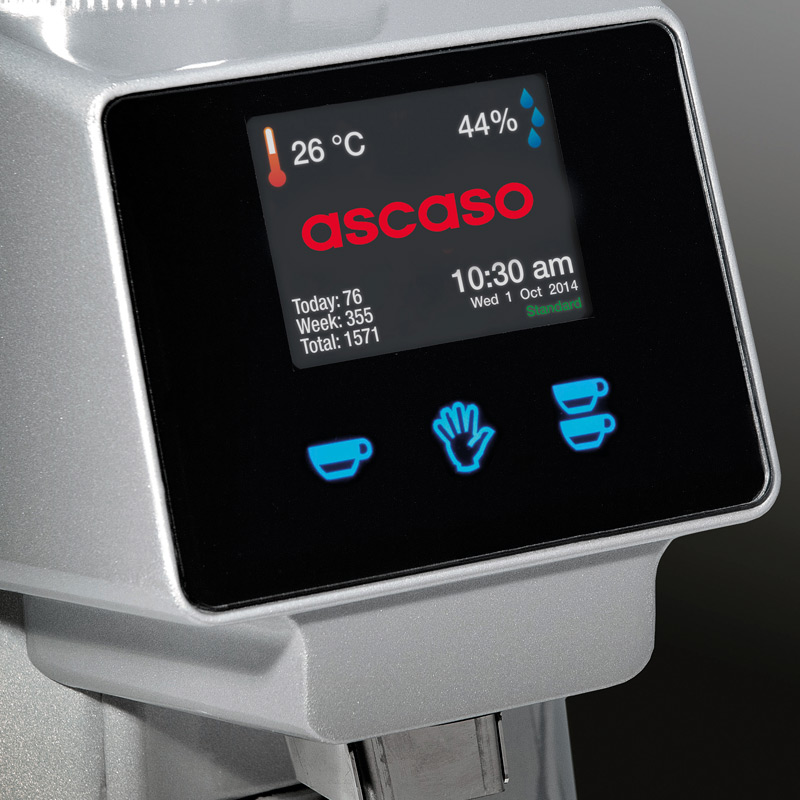 26 °C
44%
ascaso
Today: 76
Week: 355
Total: 1571
10:30 am
Wed 1 Oct 2014
Standard